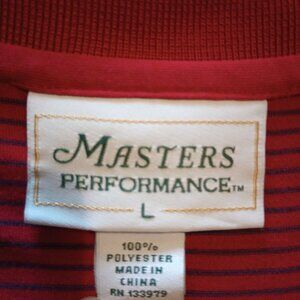 MASTERS
PERFORMANCE™
L
100%
POLYESTER
MADE IN
CHINA
RN 133979